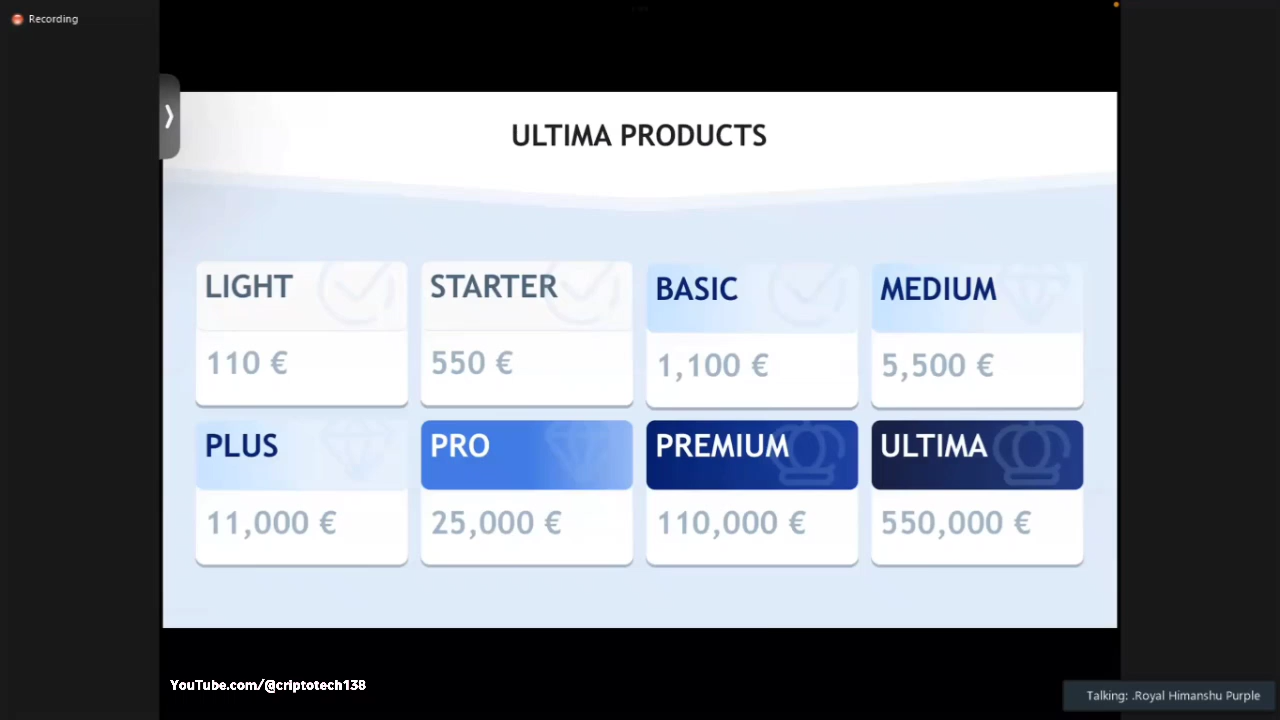 Recording
ULTIMA PRODUCTS
LIGHT
110 €
STARTER
550 €
BASIC
1,100 €
MEDIUM
5,500 €
PLUS
11,000 €
PRO
25,000 €
PREMIUM
110,000 €
ULTIMA
550,000 €
YouTube.com/@criptotech138
Talking: .Royal Himanshu Purple